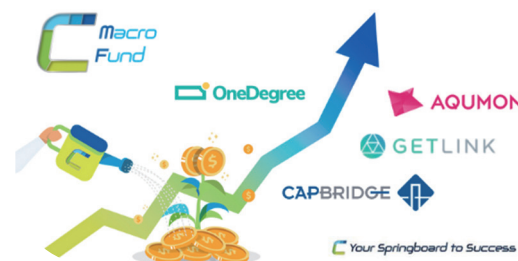 Macro
Fund
OneDegree
AQUMON
GETLINK
CAPBRIDGE
Your Springboard to Success